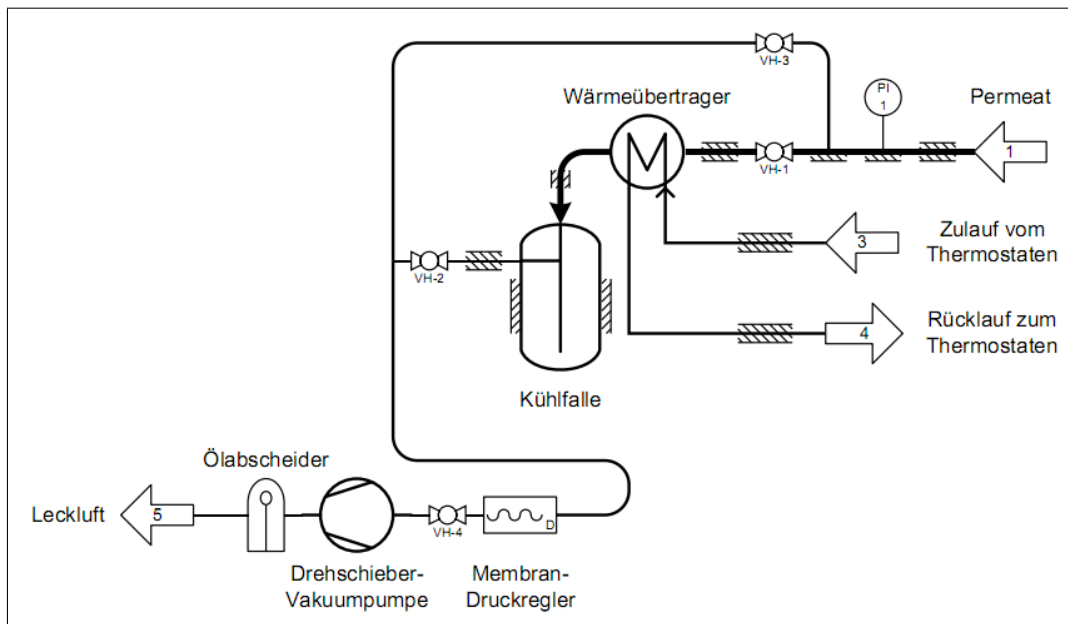 VH-3
PI
1
Wärmeübertrager
Permeat
1
VH-1
Zulauf vom
Thermostaten
3
VH-2
Rücklauf zum
Thermostaten
4
Kühlfalle
Ölabscheider
Leckluft
5
VH-4
D
Drehschieber-
Vakuumpumpe
Membran-
Druckregler